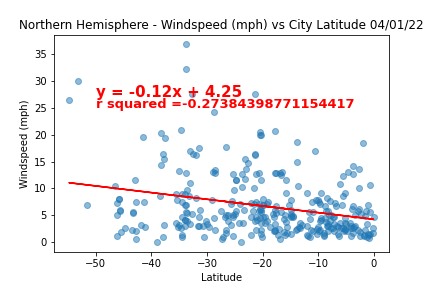 Northern Hemisphere - Windspeed (mph) vs City Latitude 04/01/22
35
30
y = -0.12x + 4.25
r squared =-0.27384398771154417
25
20
15
10
5
0
Windspeed (mph)
−50
−40
−30
−20
−10
0
Latitude